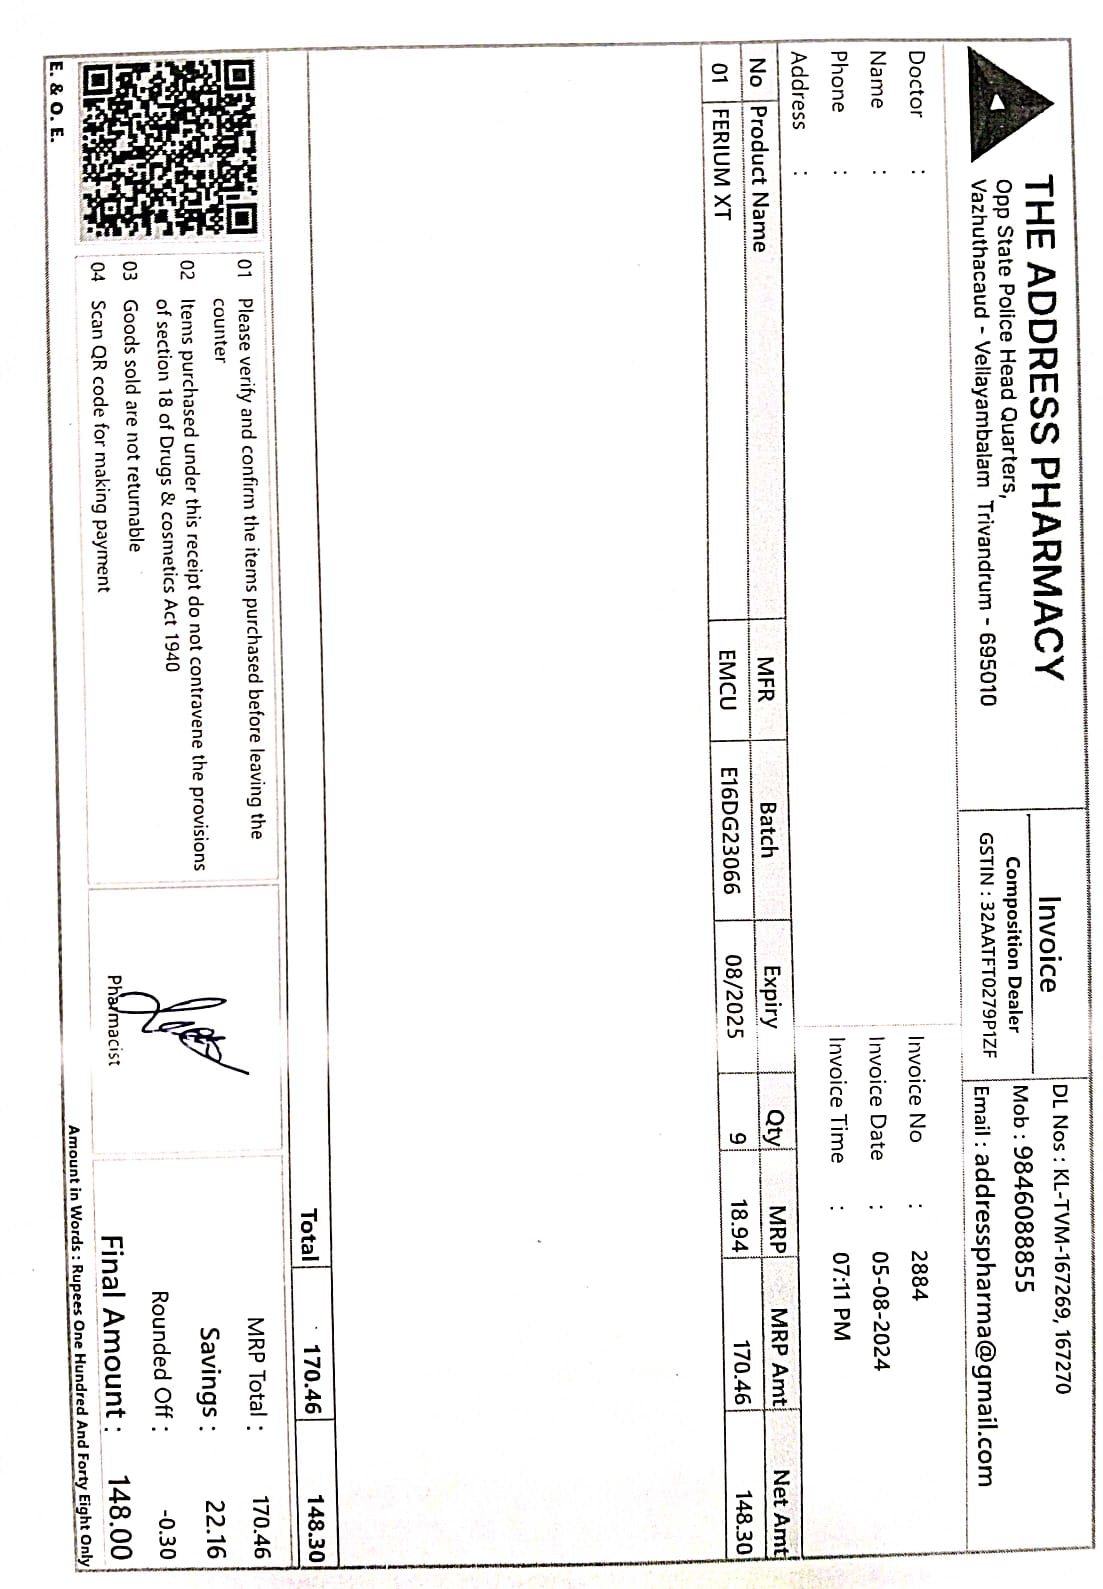 THE ADDRESS PHARMACY
Opp State Police Head Quarters,
Vazhuthacaud - Vellayambalam Trivandrum - 695010
Invoice
Composition Dealer
GSTIN : 32AATFT0279P1ZF
DL Nos : KL-TVM-167269, 167270
Mob : 9846088855
Email : addresspharma@gmail.com
Doctor :
Name :
Phone :
Address :
Invoice No : 2884
Invoice Date : 05-08-2024
Invoice Time : 07:11 PM
No Product Name MFR Batch Expiry Qty MRP MRP Amt Net Amt
01 FERIUM XT EMCU E16DG23066 08/2025 9 18.94 170.46 148.30
Total 170.46 148.30
01 Please verify and confirm the items purchased before leaving the
counter
02 Items purchased under this receipt do not contravene the provisions
of section 18 of Drugs & cosmetics Act 1940
03 Goods sold are not returnable
04 Scan QR code for making payment
Pharmacist
MRP Total : 170.46
Savings : 22.16
Rounded Off : -0.30
Final Amount : 148.00
Amount in Words : Rupees One Hundred And Forty Eight Only
E. & O. E.